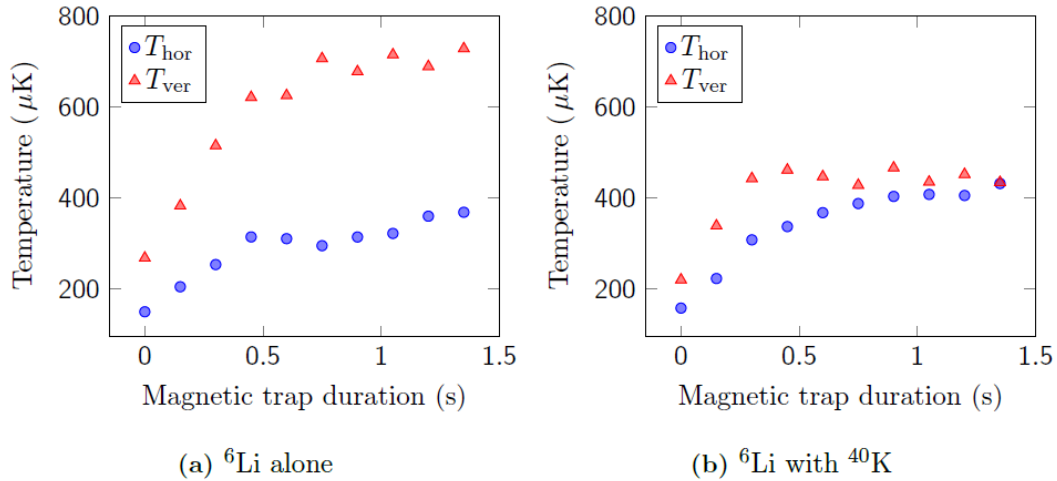 800
600
400
200
Temperature (μK)
T_hor
T_ver
0 0.5 1 1.5
Magnetic trap duration (s)
(a) ⁶Li alone
800
600
400
200
Temperature (μK)
T_hor
T_ver
0 0.5 1 1.5
Magnetic trap duration (s)
(b) ⁶Li with ⁴⁰K